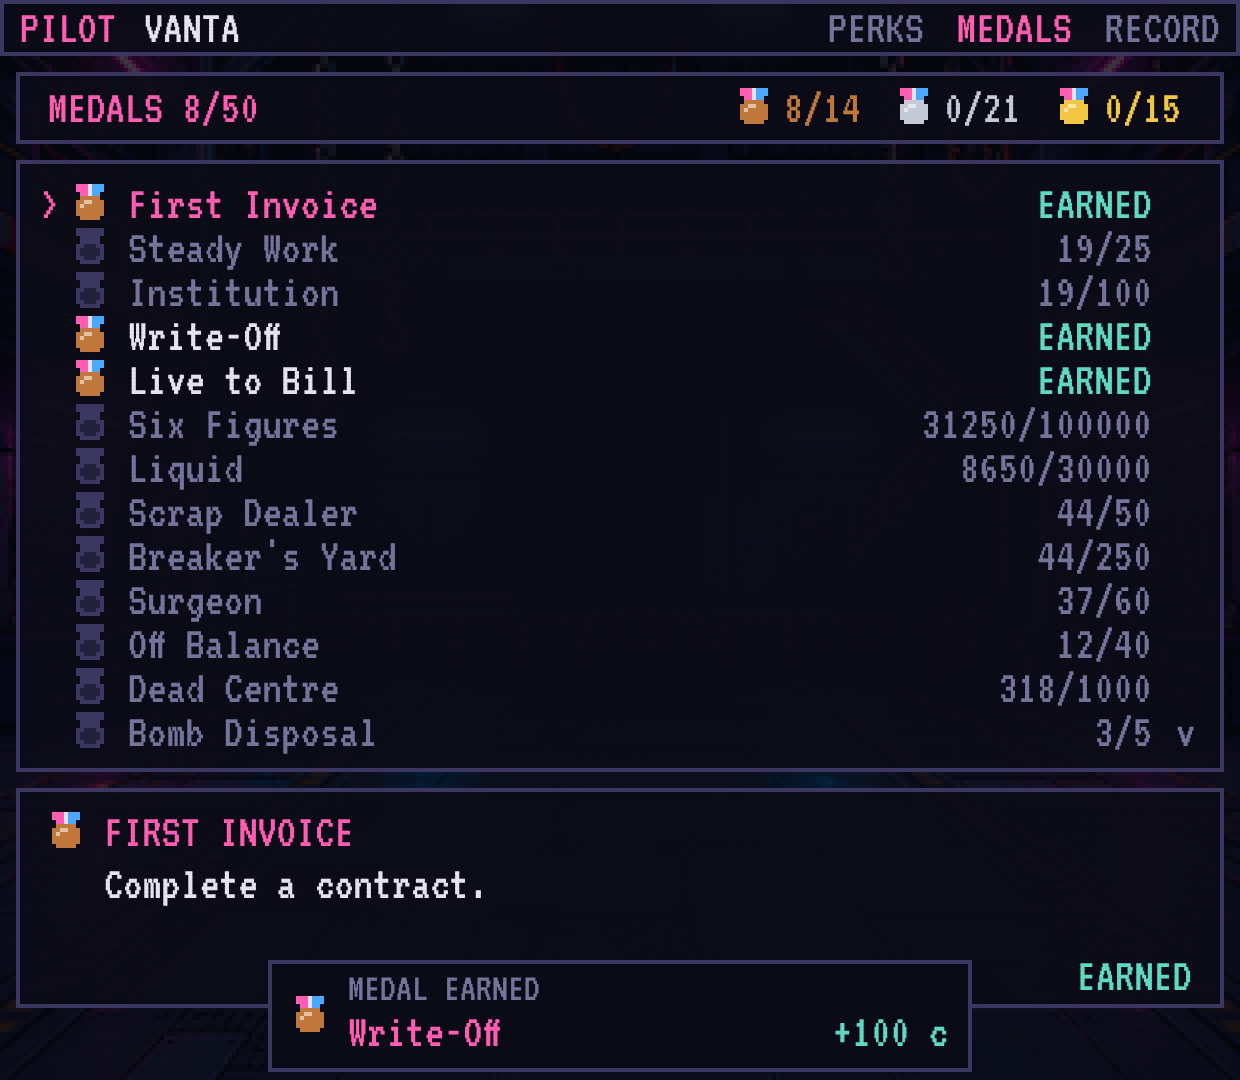 PILOT VANTA PERKS MEDALS RECORD
MEDALS 8/50 8/14 0/21 0/15
> First Invoice EARNED
Steady Work 19/25
Institution 19/100
Write-Off EARNED
Live to Bill EARNED
Six Figures 31250/100000
Liquid 8650/30000
Scrap Dealer 44/50
Breaker's Yard 44/250
Surgeon 37/60
Off Balance 12/40
Dead Centre 318/1000
Bomb Disposal 3/5 v
FIRST INVOICE
Complete a contract.
EARNED
MEDAL EARNED
Write-Off +100 c